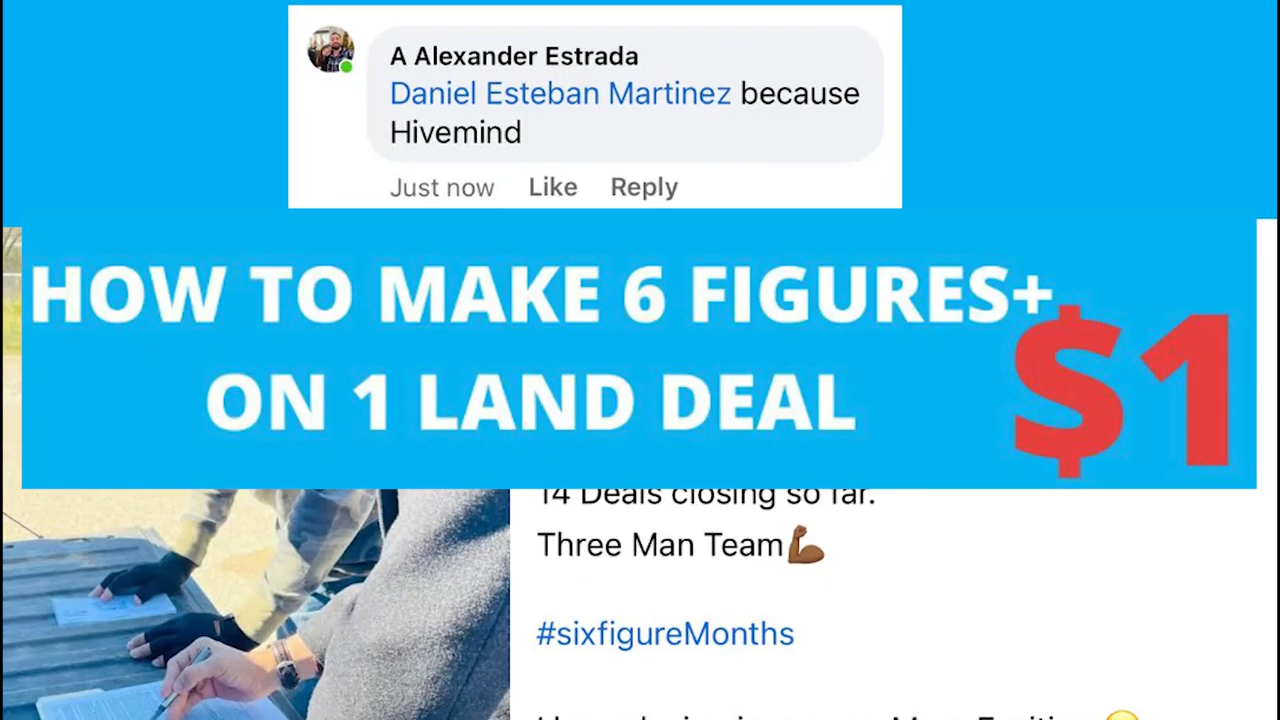 A Alexander Estrada
Daniel Esteban Martinez because
Hivemind
Just now Like Reply
HOW TO MAKE 6 FIGURES+
ON 1 LAND DEAL
$1
14 Deals closing so far.
Three Man Team💪🏾
#sixfigureMonths